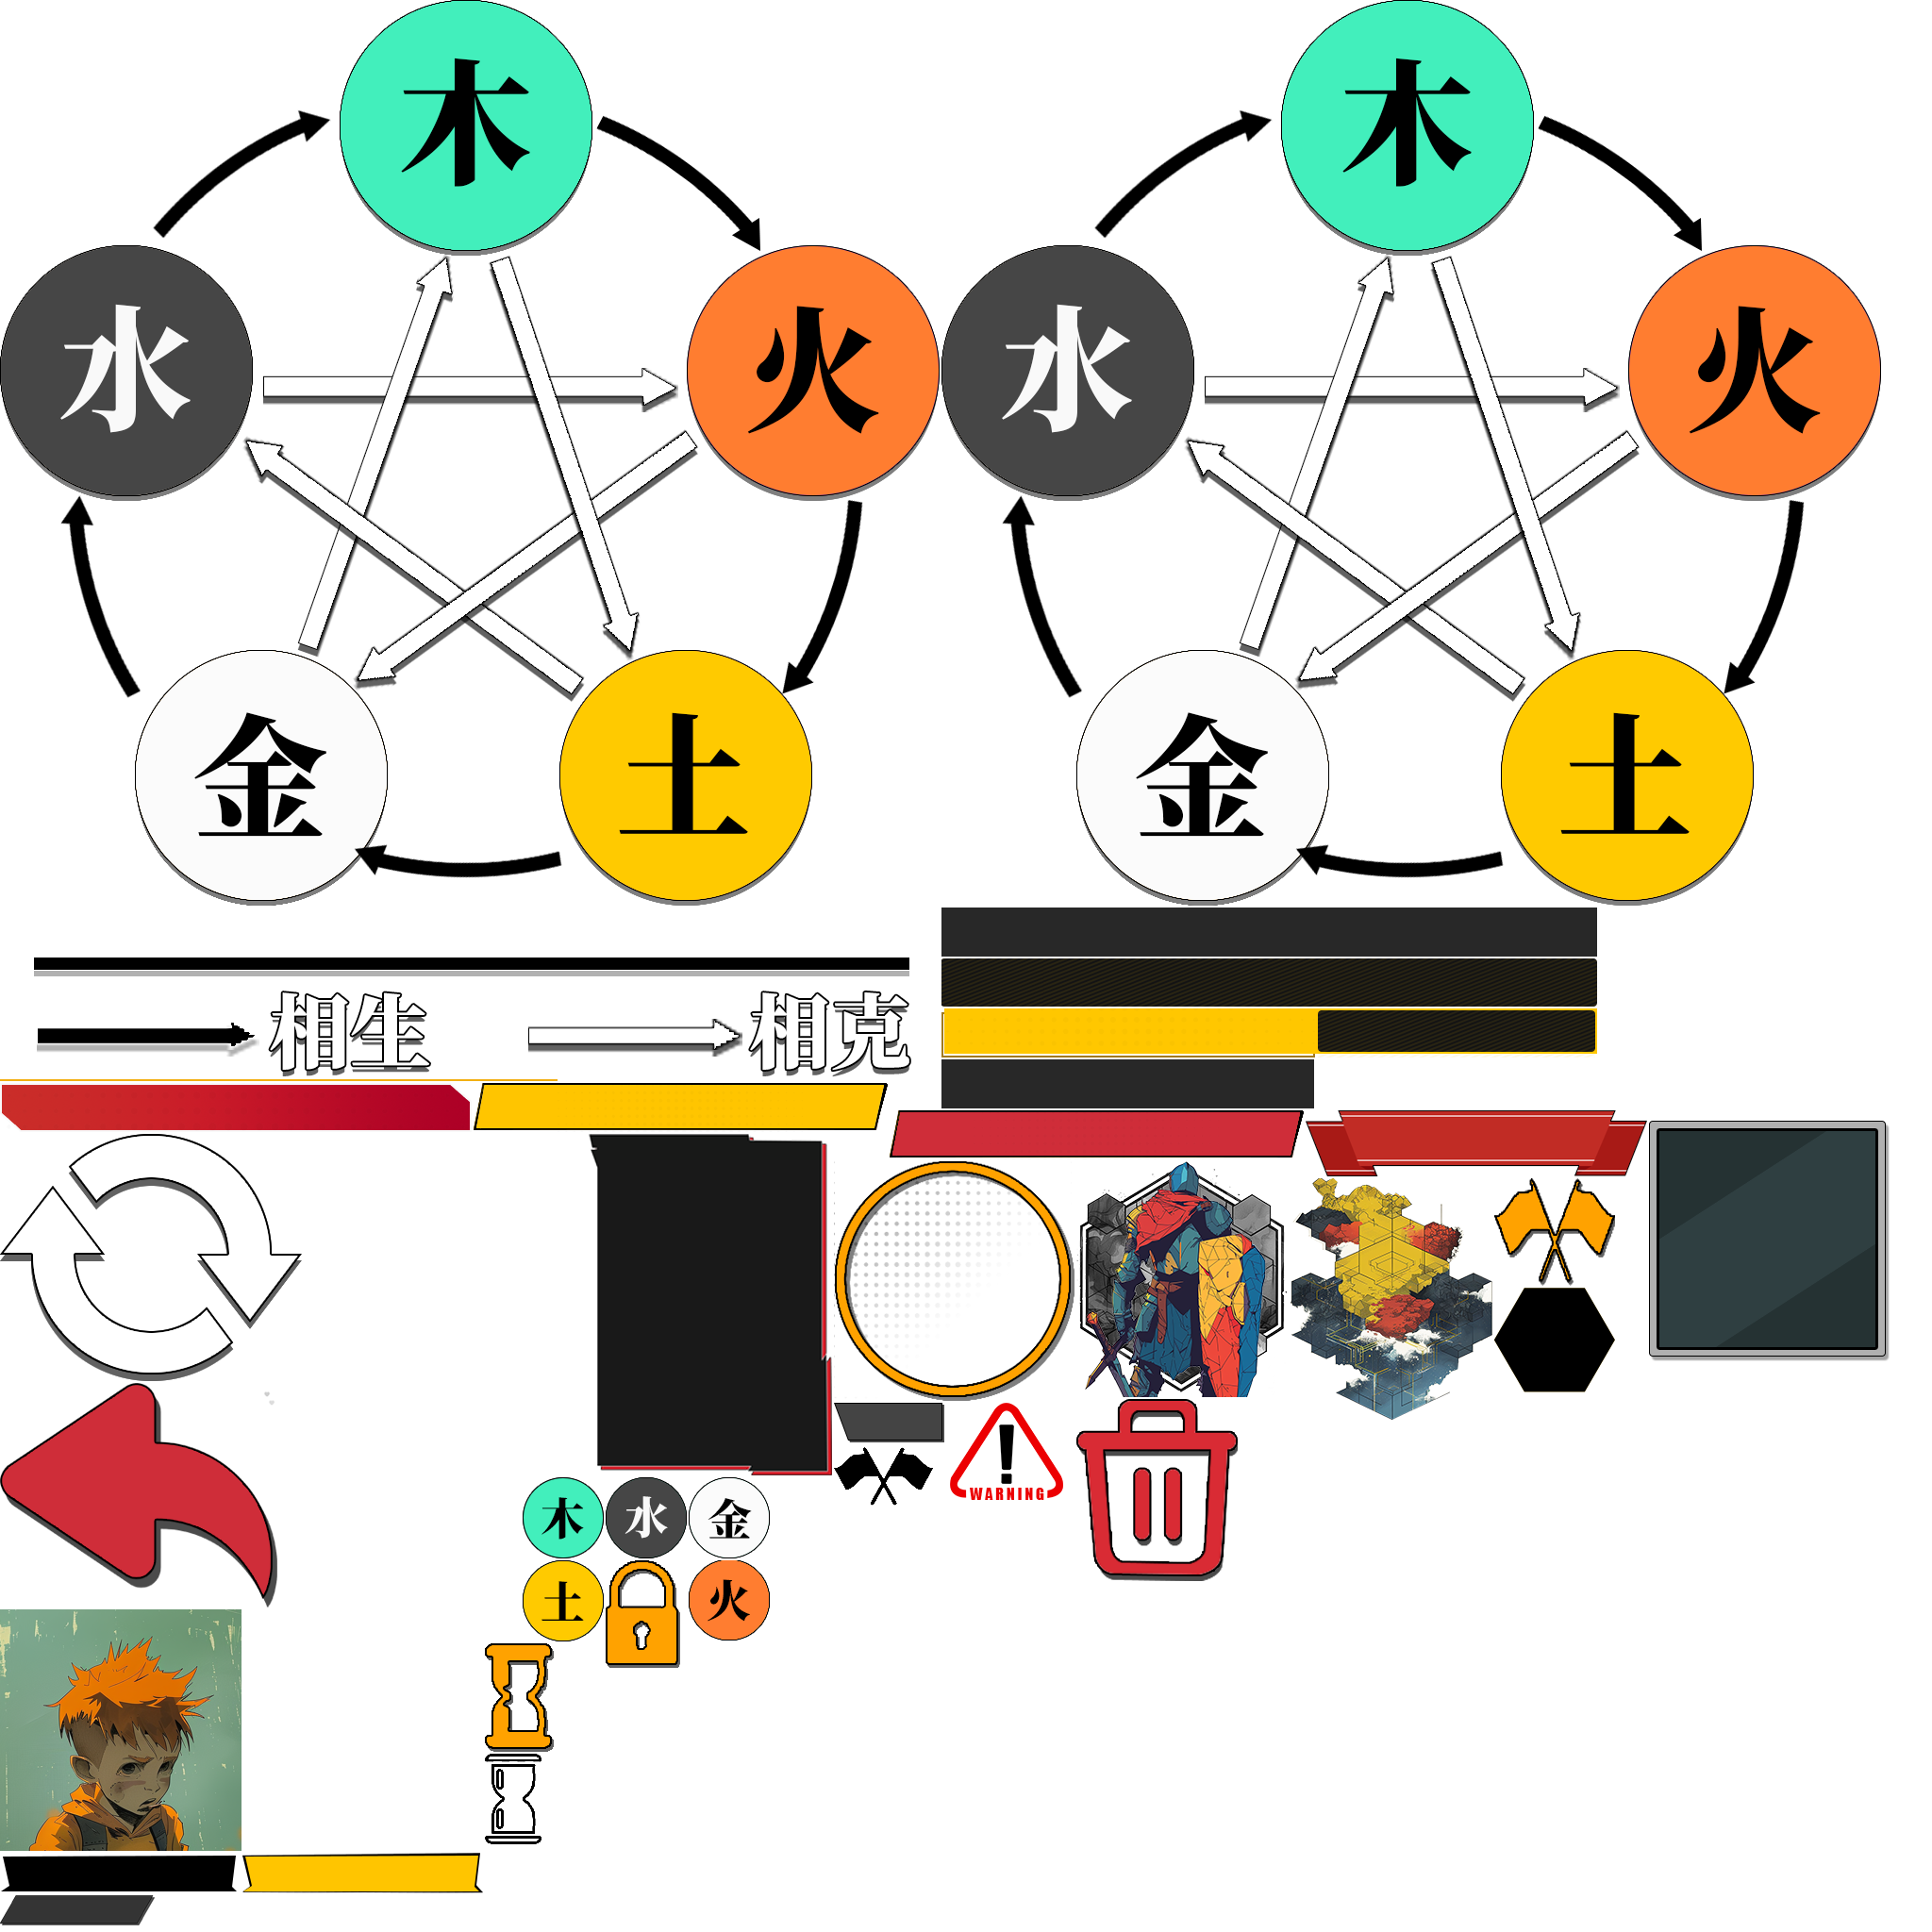 木 木
水 火 水 火
金 土 金 土
相生 相克
WARNING
木 水 金
土 火